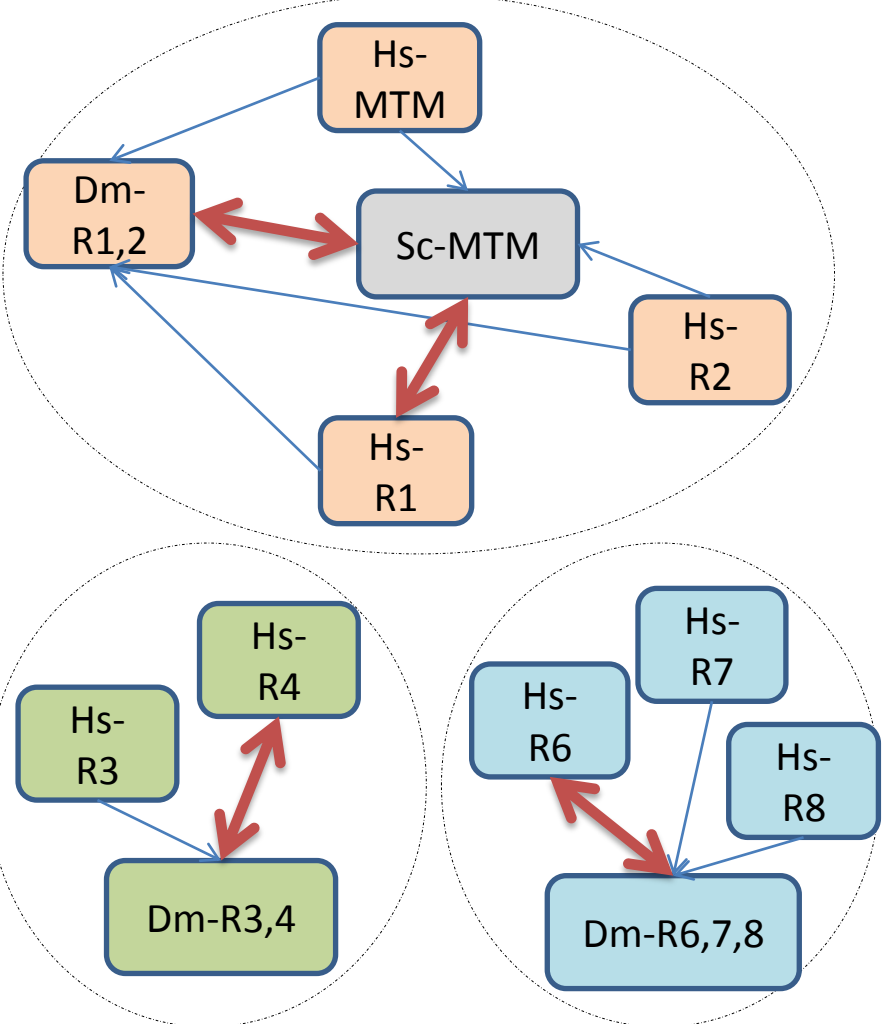 Hs-
MTM
Dm-
R1,2
Sc-MTM
Hs-
R2
Hs-
R1
Hs-
R4
Hs-
R3
Dm-R3,4
Hs-
R7
Hs-
R6
Hs-
R8
Dm-R6,7,8